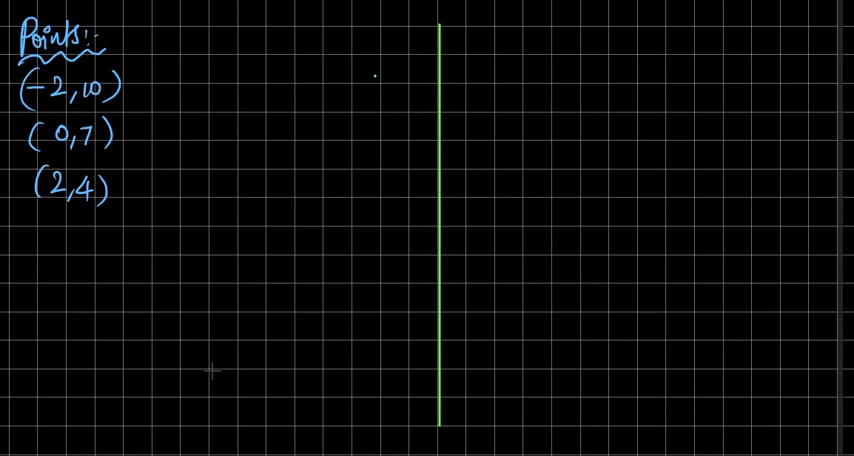 Points:-
(-2,10)
(0,7)
(2,4)